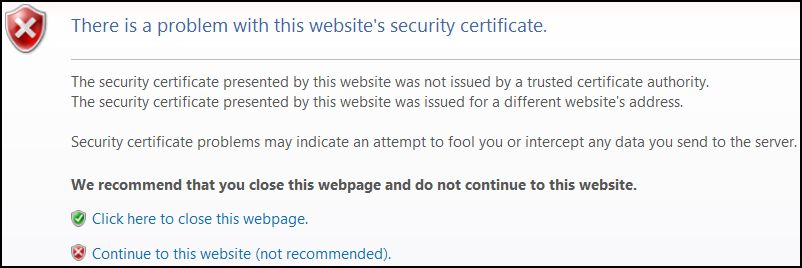 There is a problem with this website's security certificate.
The security certificate presented by this website was not issued by a trusted certificate authority.
The security certificate presented by this website was issued for a different website's address.
Security certificate problems may indicate an attempt to fool you or intercept any data you send to the server.
We recommend that you close this webpage and do not continue to this website.
Click here to close this webpage.
Continue to this website (not recommended).